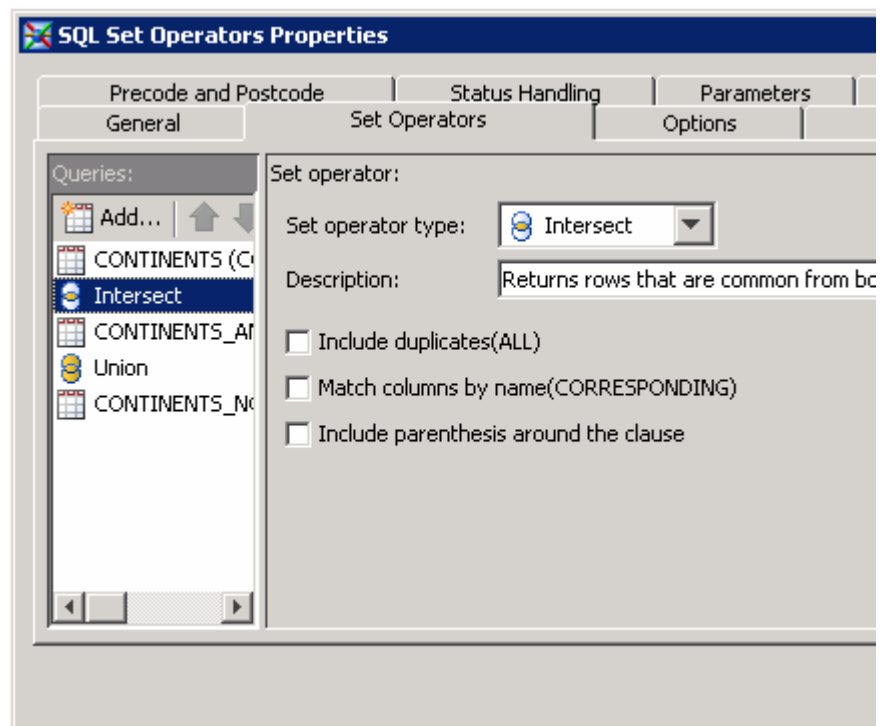 SQL Set Operators Properties
Precode and Postcode Status Handling Parameters
General Set Operators Options
Queries:
Add...
CONTINENTS (C
Intersect
CONTINENTS_A
Union
CONTINENTS_N
Set operator:
Set operator type: Intersect
Description: Returns rows that are common from bo
Include duplicates(ALL)
Match columns by name(CORRESPONDING)
Include parenthesis around the clause